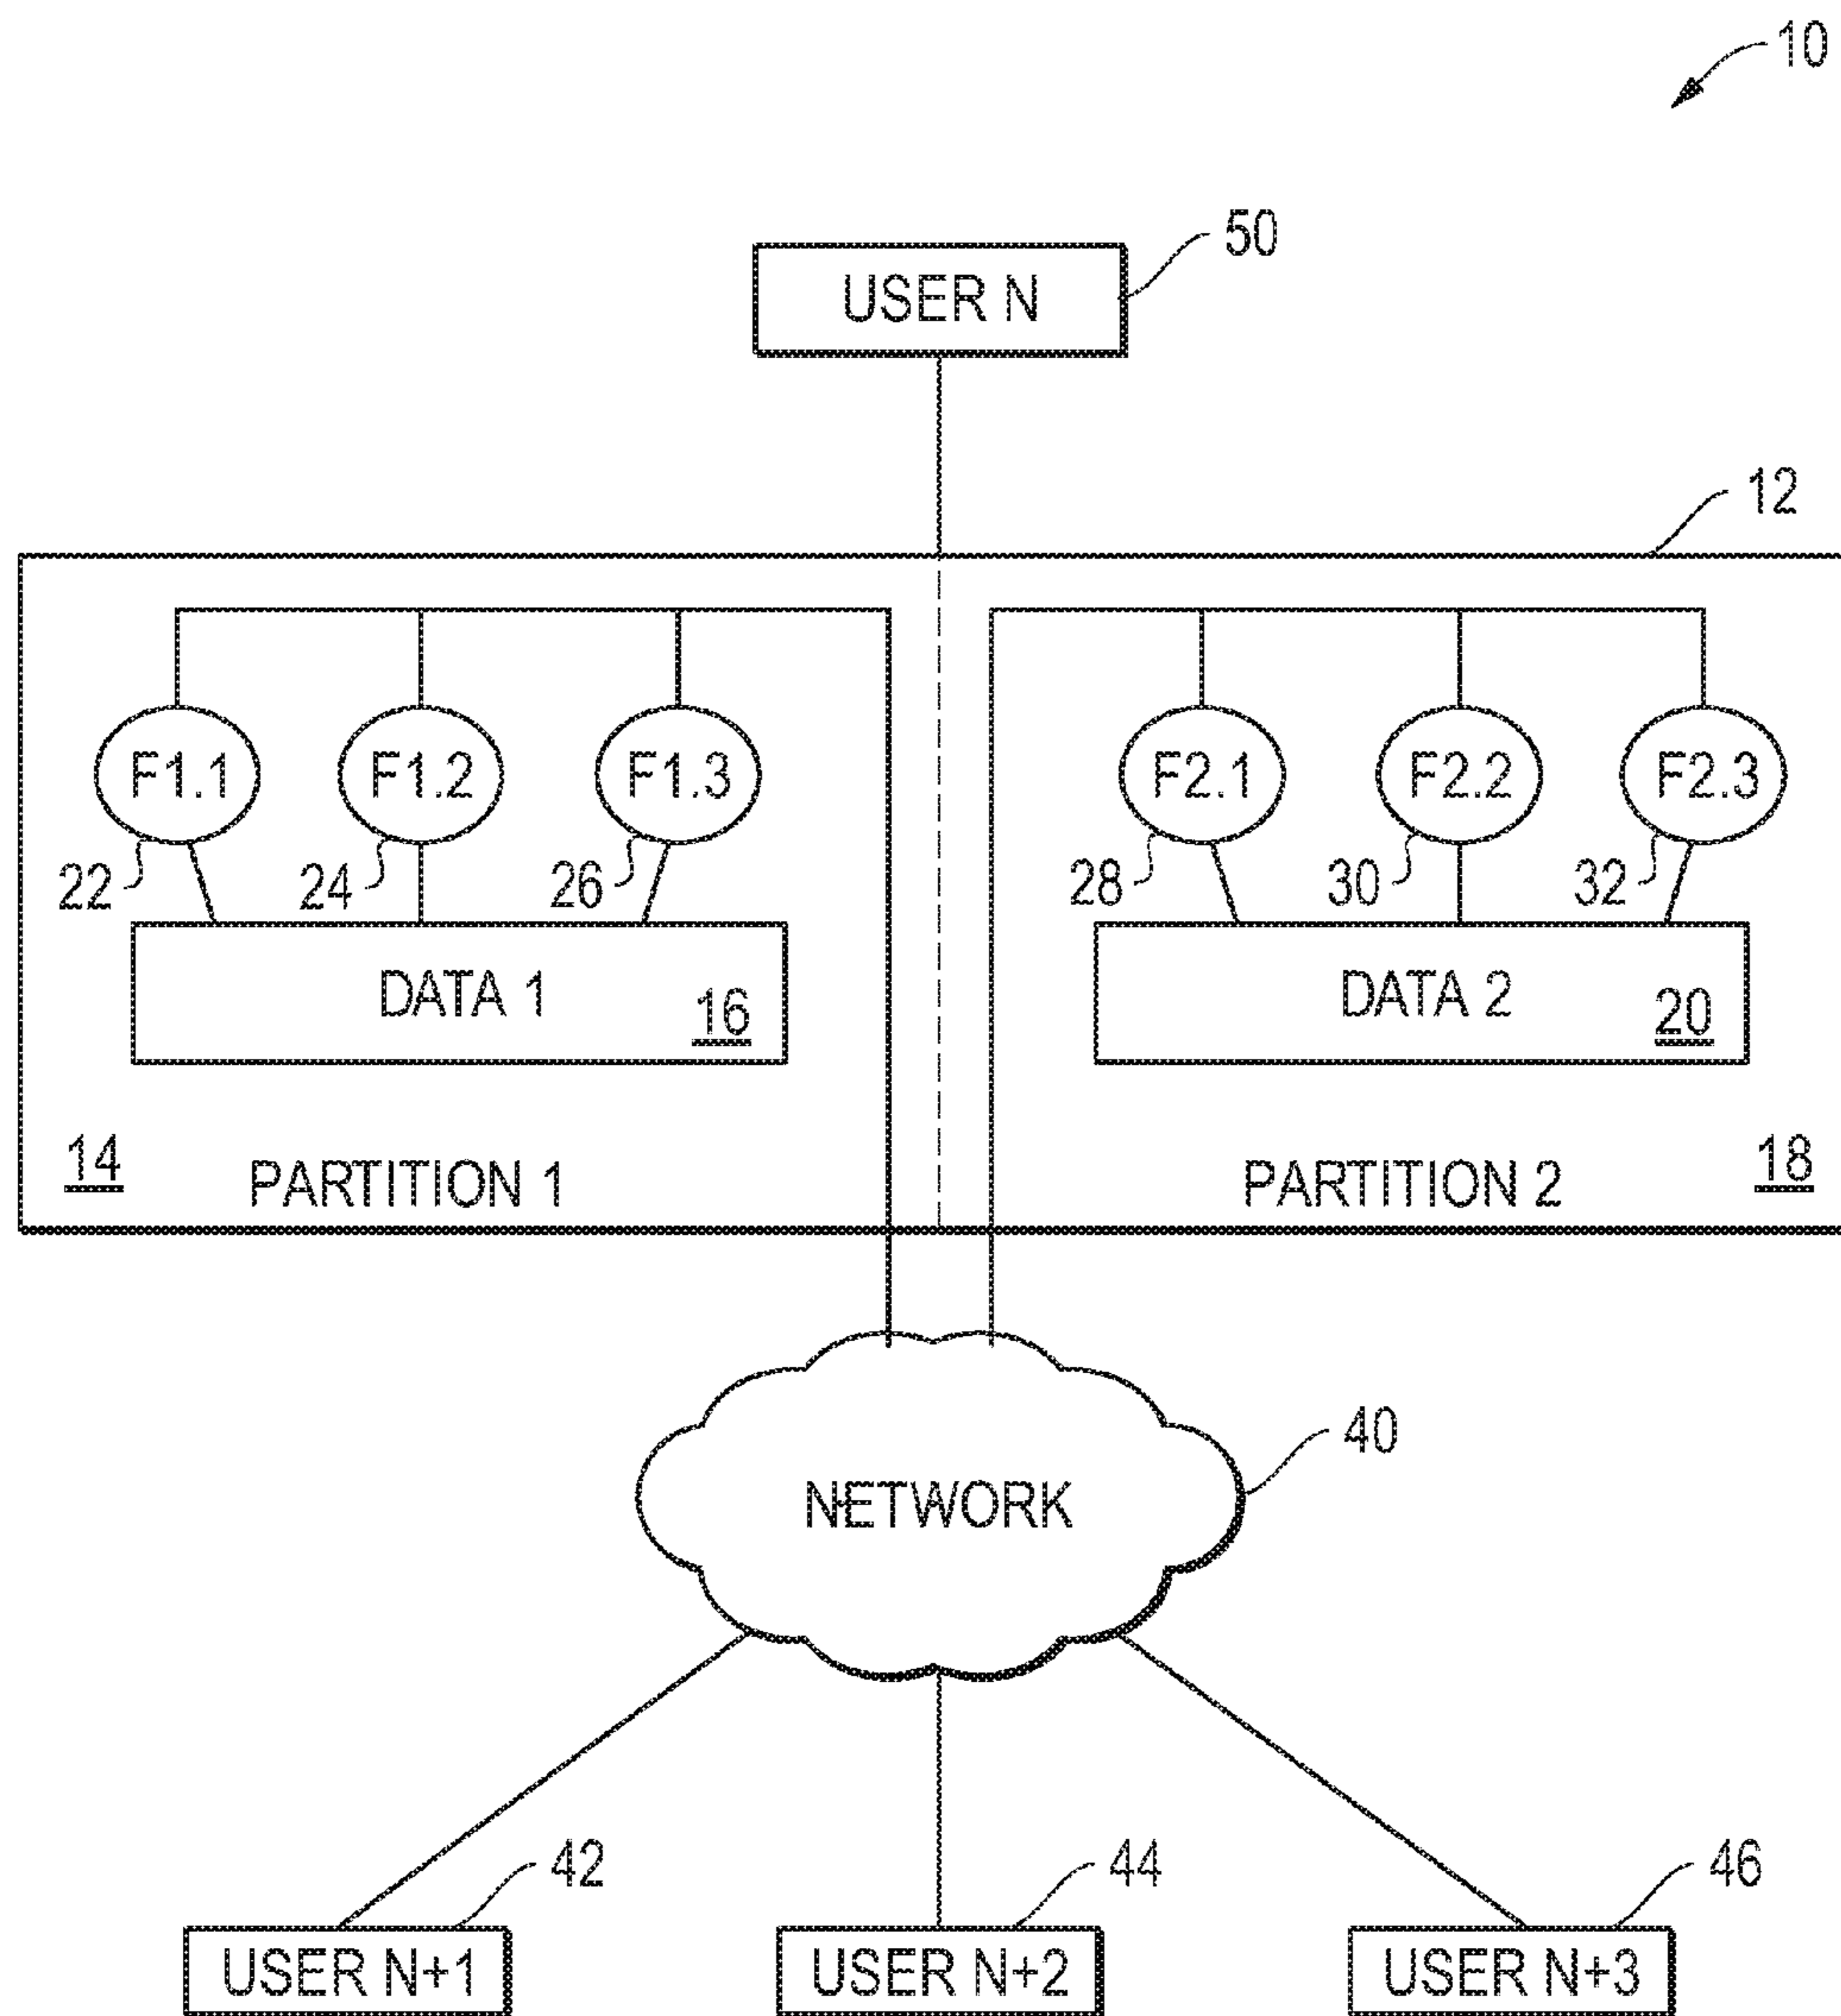 10
50
USER N
12
F1.1
F1.2
F1.3
F2.1
F2.2
F2.3
22
24
26
28
30
32
DATA 1
16
DATA 2
20
14
PARTITION 1
PARTITION 2
18
40
NETWORK
42
44
46
USER N+1
USER N+2
USER N+3